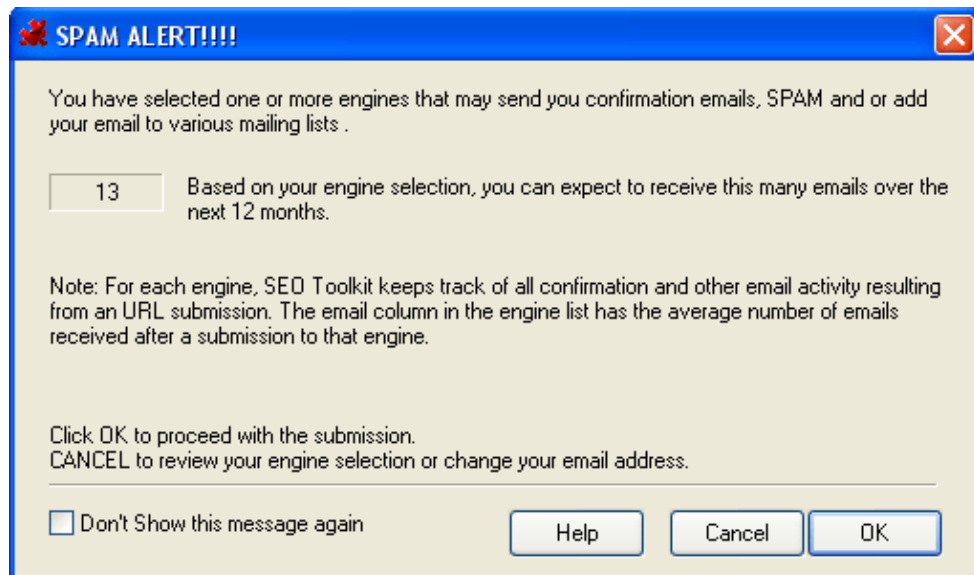 SPAM ALERT!!!!
You have selected one or more engines that may send you confirmation emails, SPAM and or add
your email to various mailing lists .
13
Based on your engine selection, you can expect to receive this many emails over the
next 12 months.
Note: For each engine, SEO Toolkit keeps track of all confirmation and other email activity resulting
from an URL submission. The email column in the engine list has the average number of emails
received after a submission to that engine.
Click OK to proceed with the submission.
CANCEL to review your engine selection or change your email address.
Don't Show this message again
Help
Cancel
OK